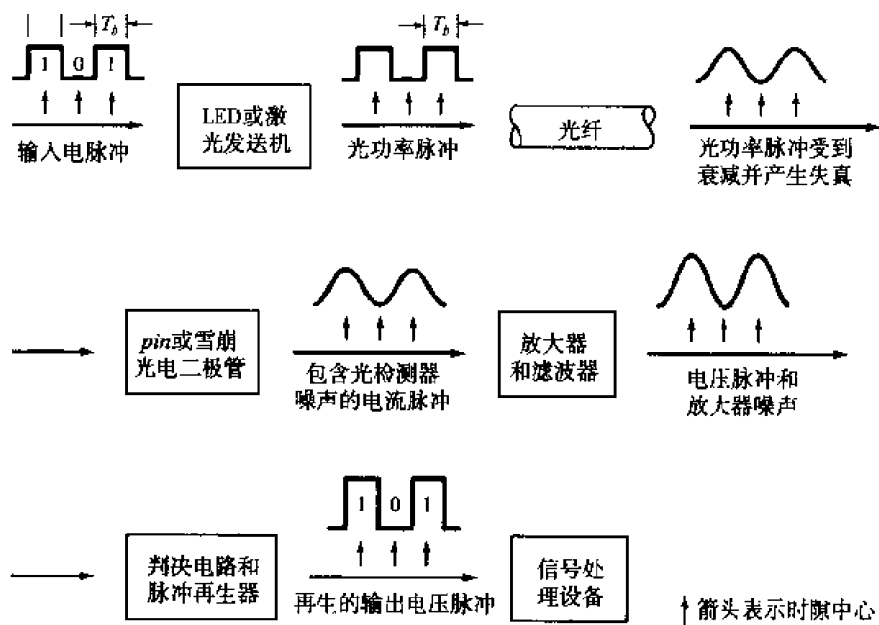 T_b
T_b
1 0 1
LED或激
光发送机
光纤
输入电脉冲
光功率脉冲
光功率脉冲受到
衰减并产生失真
pin或雪崩
光电二极管
放大器
和滤波器
包含光检测器
噪声的电流脉冲
电压脉冲和
放大器噪声
1 0 1
判决电路和
脉冲再生器
信号处
理设备
再生的输出电压脉冲
箭头表示时隙中心